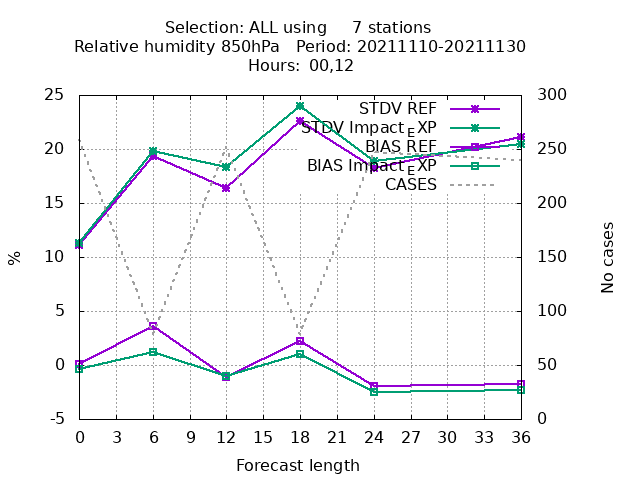 Selection: ALL using 7 stations
Relative humidity 850hPa Period: 20211110-20211130
Hours: 00,12
25 300
STDV REF
STDV Impact_EXP
20 250
BIAS REF
BIAS Impact_EXP
CASES
15 200
10 150
5 100
0 50
-5 0
% No cases
0 3 6 9 12 15 18 21 24 27 30 33 36
Forecast length